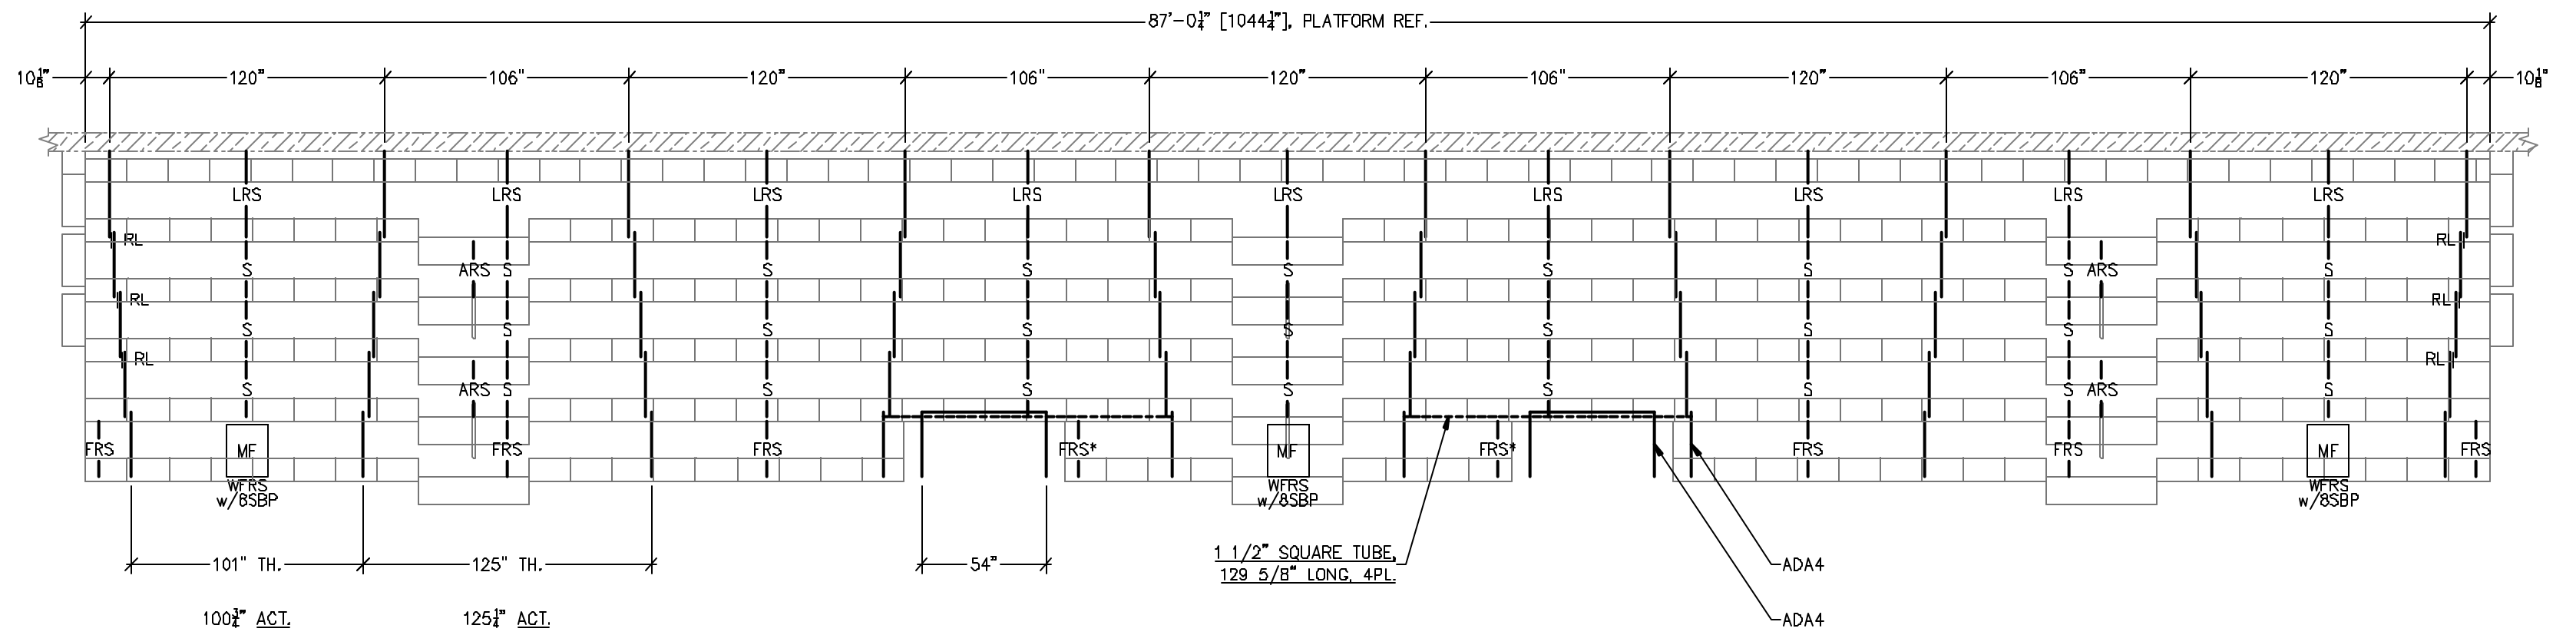 87'-0¼" [1044¼"], PLATFORM REF.
10⅛" 120" 106" 120" 106" 120" 106" 120" 106" 120" 10⅛"
LRS LRS LRS LRS LRS LRS LRS LRS LRS
RL RL
S ARS S S S S S S S ARS S
RL RL
S S S S S S S S S
RL RL
S ARS S S S S S S S ARS S
FRS MF FRS FRS FRS* MF FRS* FRS FRS MF FRS
WFRS WFRS WFRS
w/8SBP w/8SBP w/8SBP
101" TH. 125" TH. 54"
1 1/2" SQUARE TUBE,
129 5/8" LONG, 4PL.
ADA4
ADA4
100¾" ACT. 125¼" ACT.